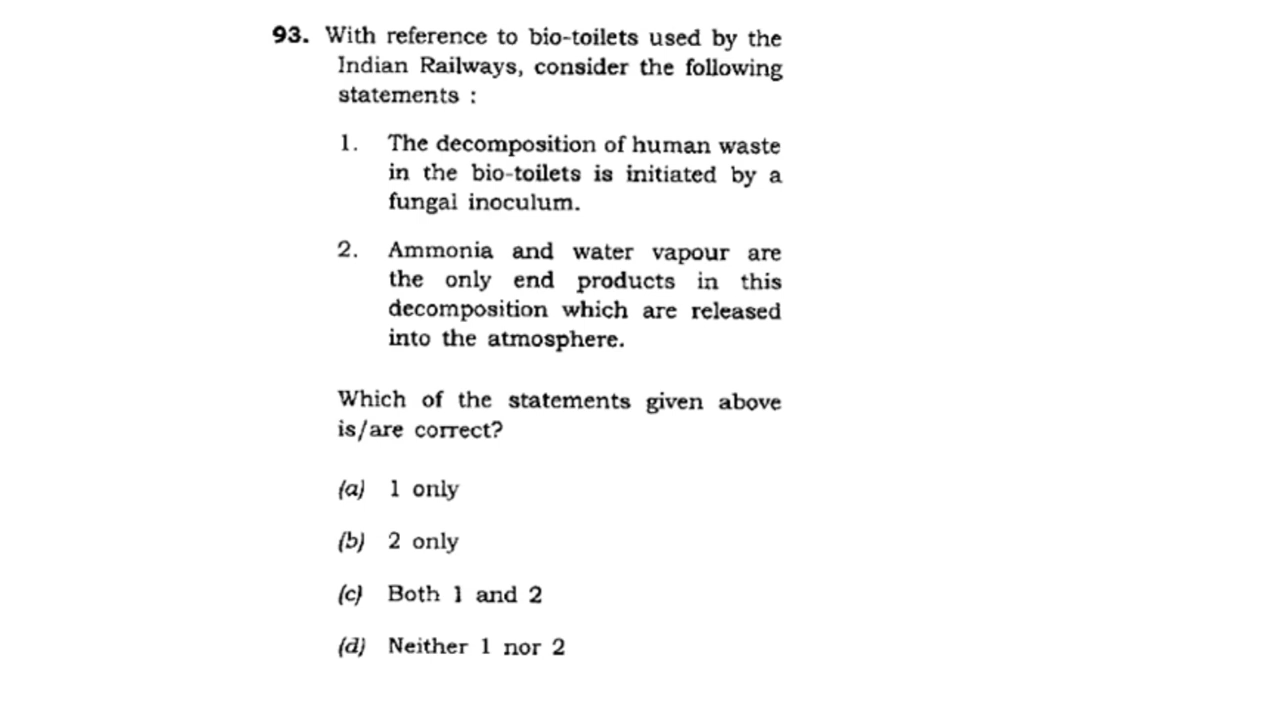 93. With reference to bio-toilets used by the
Indian Railways, consider the following
statements :
1. The decomposition of human waste
in the bio-toilets is initiated by a
fungal inoculum.
2. Ammonia and water vapour are
the only end products in this
decomposition which are released
into the atmosphere.
Which of the statements given above
is/are correct?
(a) 1 only
(b) 2 only
(c) Both 1 and 2
(d) Neither 1 nor 2